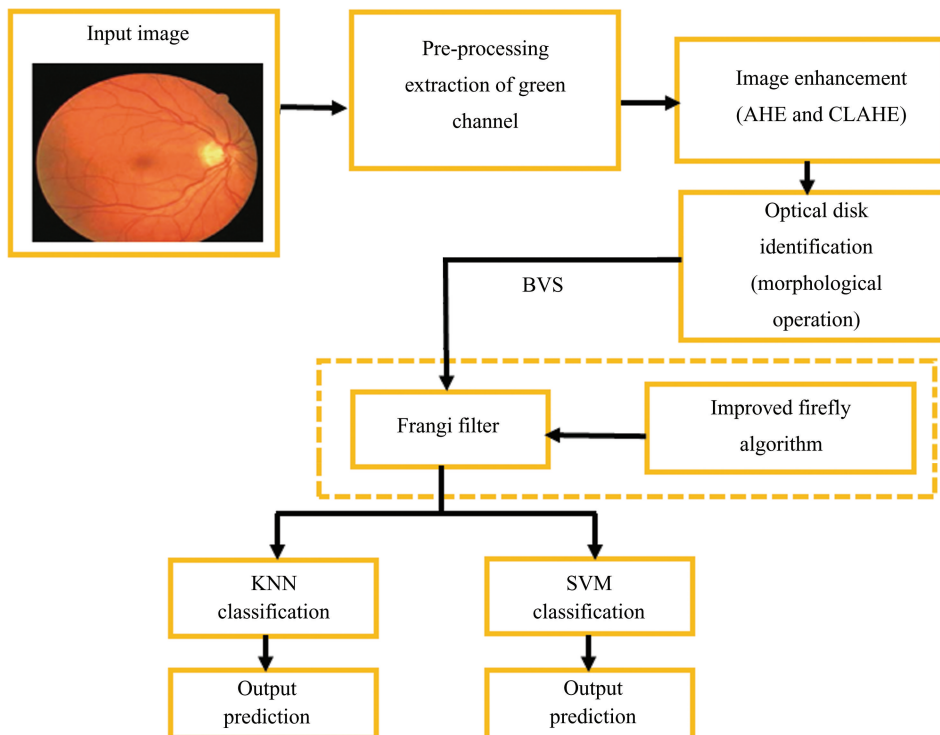 Input image
Pre-processing
extraction of green
channel
Image enhancement
(AHE and CLAHE)
Optical disk
identification
(morphological
operation)
BVS
Frangi filter
Improved firefly
algorithm
KNN
classification
SVM
classification
Output
prediction
Output
prediction